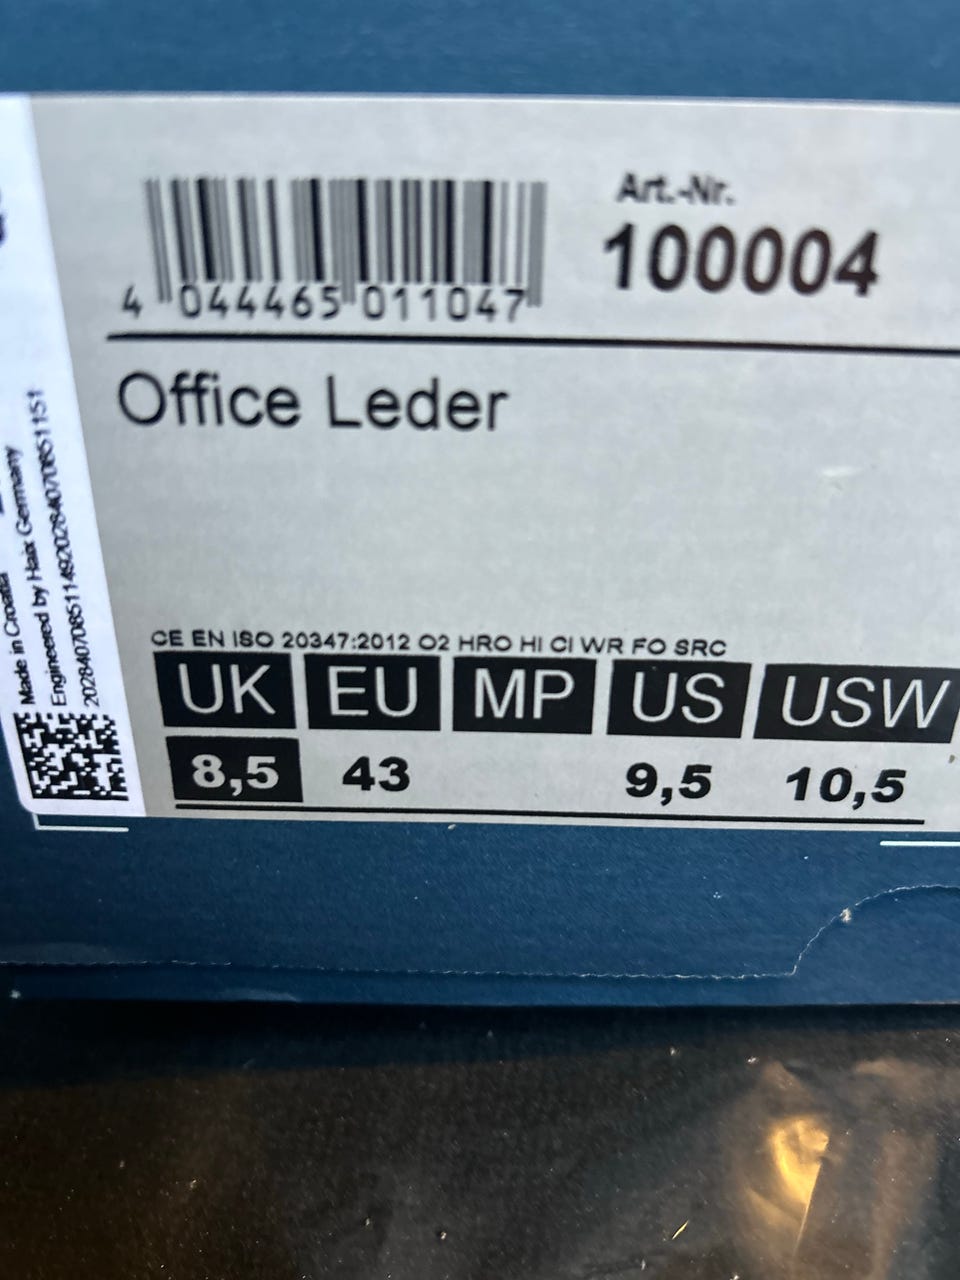 Art.-Nr.
100004
4 044465 011047
Office Leder
Made in Croatia
Engineered by Haix Germany
CE EN ISO 20347:2012 O2 HRO HI CI WR FO SRC
UK EU MP US USW
8,5 43 9,5 10,5